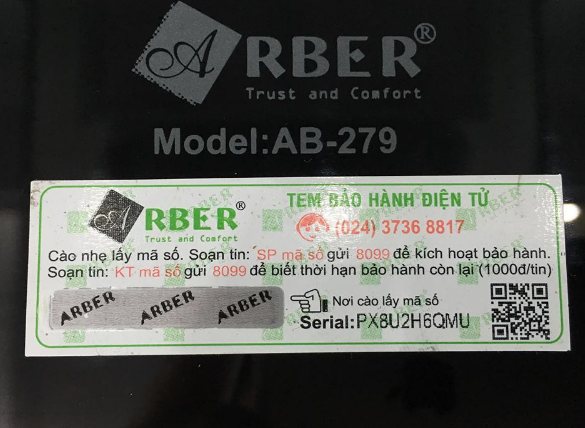 ARBER®
Trust and Comfort
Model:AB-279
ARBER®
Trust and Comfort
TEM BẢO HÀNH ĐIỆN TỬ
(024) 3736 8817
Cào nhẹ lấy mã số. Soạn tin: SP mã số gửi 8099 để kích hoạt bảo hành.
Soạn tin: KT mã số gửi 8099 để biết thời hạn bảo hành còn lại (1000đ/tin)
ARBER ARBER ARBER
Nơi cào lấy mã số
Serial:PX8U2H6QMU